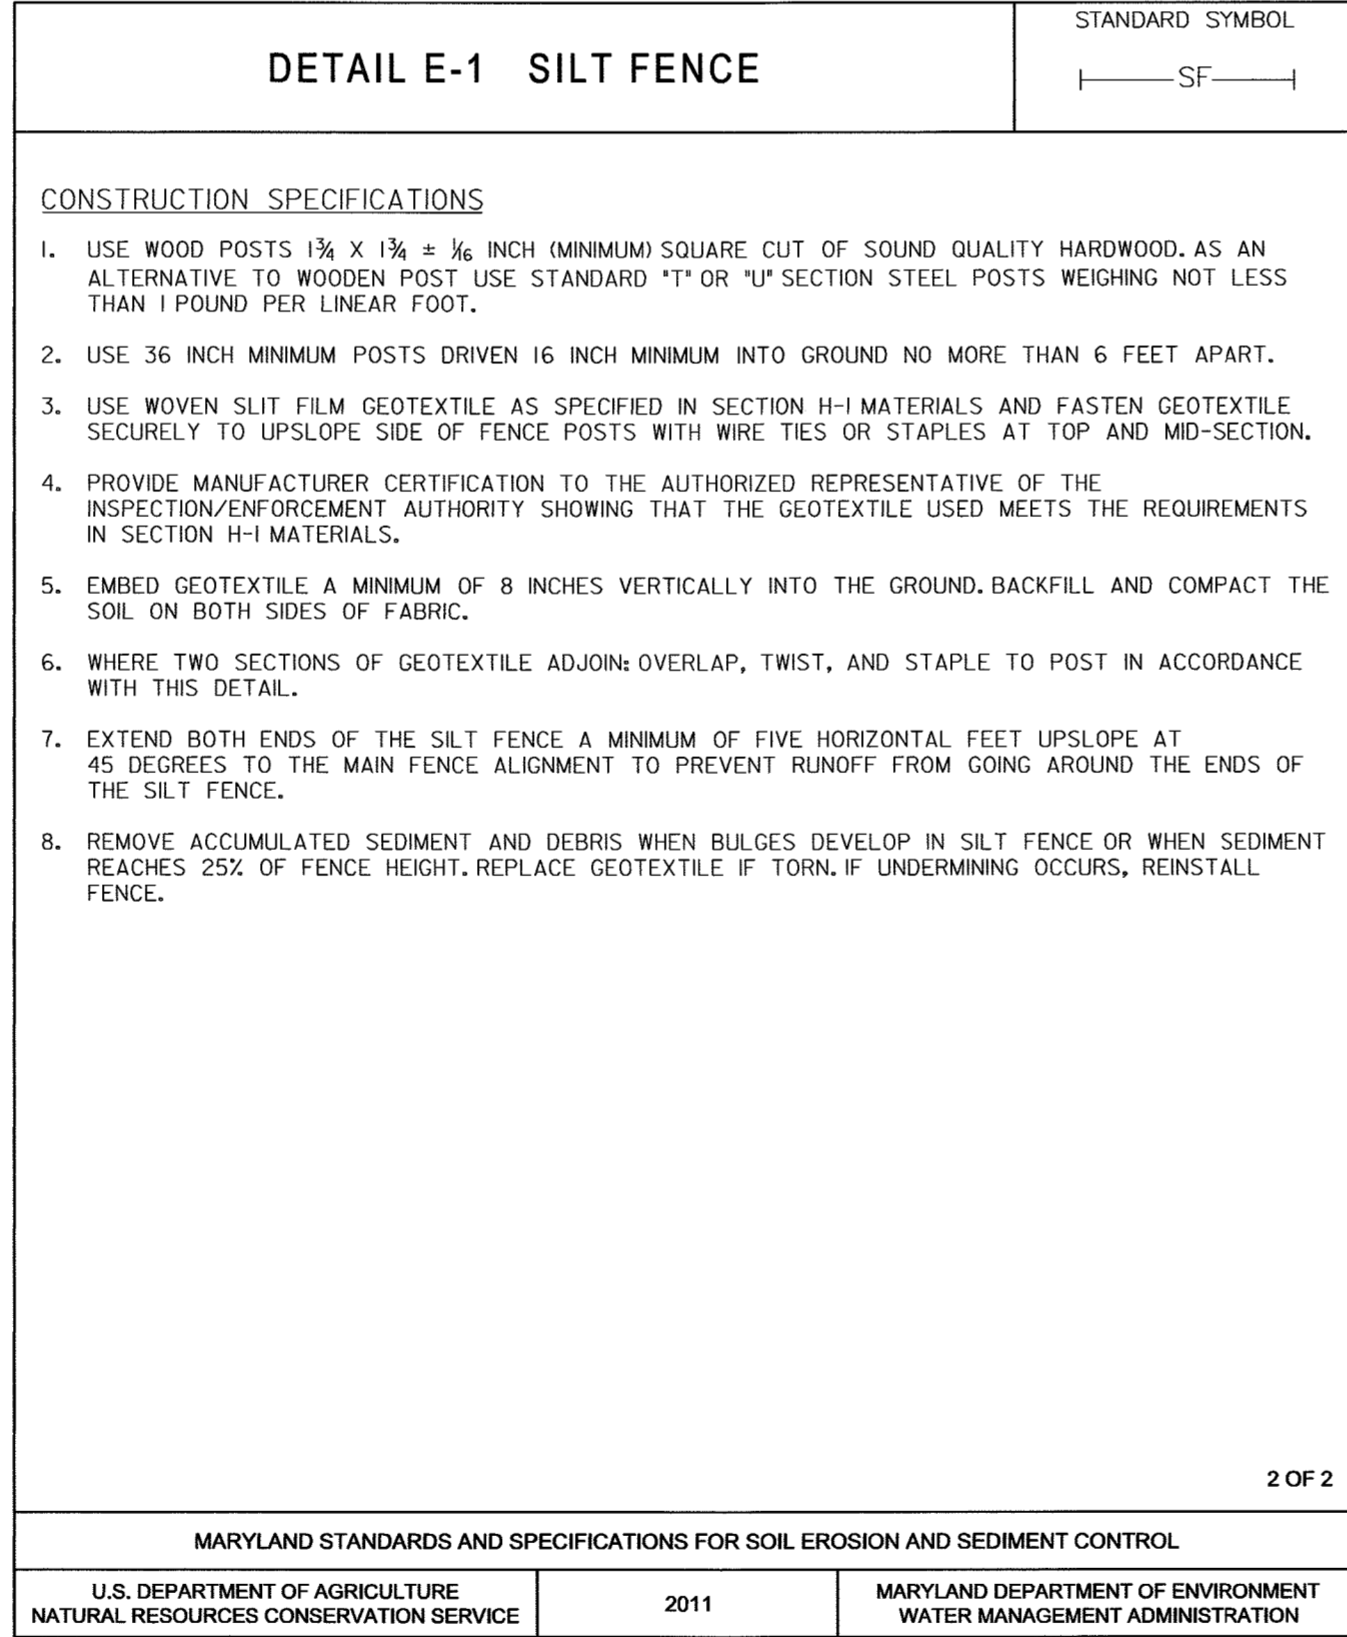 DETAIL E-1 SILT FENCE
STANDARD SYMBOL
SF
CONSTRUCTION SPECIFICATIONS
1. USE WOOD POSTS 1¾ X 1¾ ± 1/16 INCH (MINIMUM) SQUARE CUT OF SOUND QUALITY HARDWOOD. AS AN
ALTERNATIVE TO WOODEN POST USE STANDARD "T" OR "U" SECTION STEEL POSTS WEIGHING NOT LESS
THAN 1 POUND PER LINEAR FOOT.
2. USE 36 INCH MINIMUM POSTS DRIVEN 16 INCH MINIMUM INTO GROUND NO MORE THAN 6 FEET APART.
3. USE WOVEN SLIT FILM GEOTEXTILE AS SPECIFIED IN SECTION H-1 MATERIALS AND FASTEN GEOTEXTILE
SECURELY TO UPSLOPE SIDE OF FENCE POSTS WITH WIRE TIES OR STAPLES AT TOP AND MID-SECTION.
4. PROVIDE MANUFACTURER CERTIFICATION TO THE AUTHORIZED REPRESENTATIVE OF THE
INSPECTION/ENFORCEMENT AUTHORITY SHOWING THAT THE GEOTEXTILE USED MEETS THE REQUIREMENTS
IN SECTION H-1 MATERIALS.
5. EMBED GEOTEXTILE A MINIMUM OF 8 INCHES VERTICALLY INTO THE GROUND. BACKFILL AND COMPACT THE
SOIL ON BOTH SIDES OF FABRIC.
6. WHERE TWO SECTIONS OF GEOTEXTILE ADJOIN: OVERLAP, TWIST, AND STAPLE TO POST IN ACCORDANCE
WITH THIS DETAIL.
7. EXTEND BOTH ENDS OF THE SILT FENCE A MINIMUM OF FIVE HORIZONTAL FEET UPSLOPE AT
45 DEGREES TO THE MAIN FENCE ALIGNMENT TO PREVENT RUNOFF FROM GOING AROUND THE ENDS OF
THE SILT FENCE.
8. REMOVE ACCUMULATED SEDIMENT AND DEBRIS WHEN BULGES DEVELOP IN SILT FENCE OR WHEN SEDIMENT
REACHES 25% OF FENCE HEIGHT. REPLACE GEOTEXTILE IF TORN. IF UNDERMINING OCCURS, REINSTALL
FENCE.
2 OF 2
MARYLAND STANDARDS AND SPECIFICATIONS FOR SOIL EROSION AND SEDIMENT CONTROL
U.S. DEPARTMENT OF AGRICULTURE
NATURAL RESOURCES CONSERVATION SERVICE
2011
MARYLAND DEPARTMENT OF ENVIRONMENT
WATER MANAGEMENT ADMINISTRATION